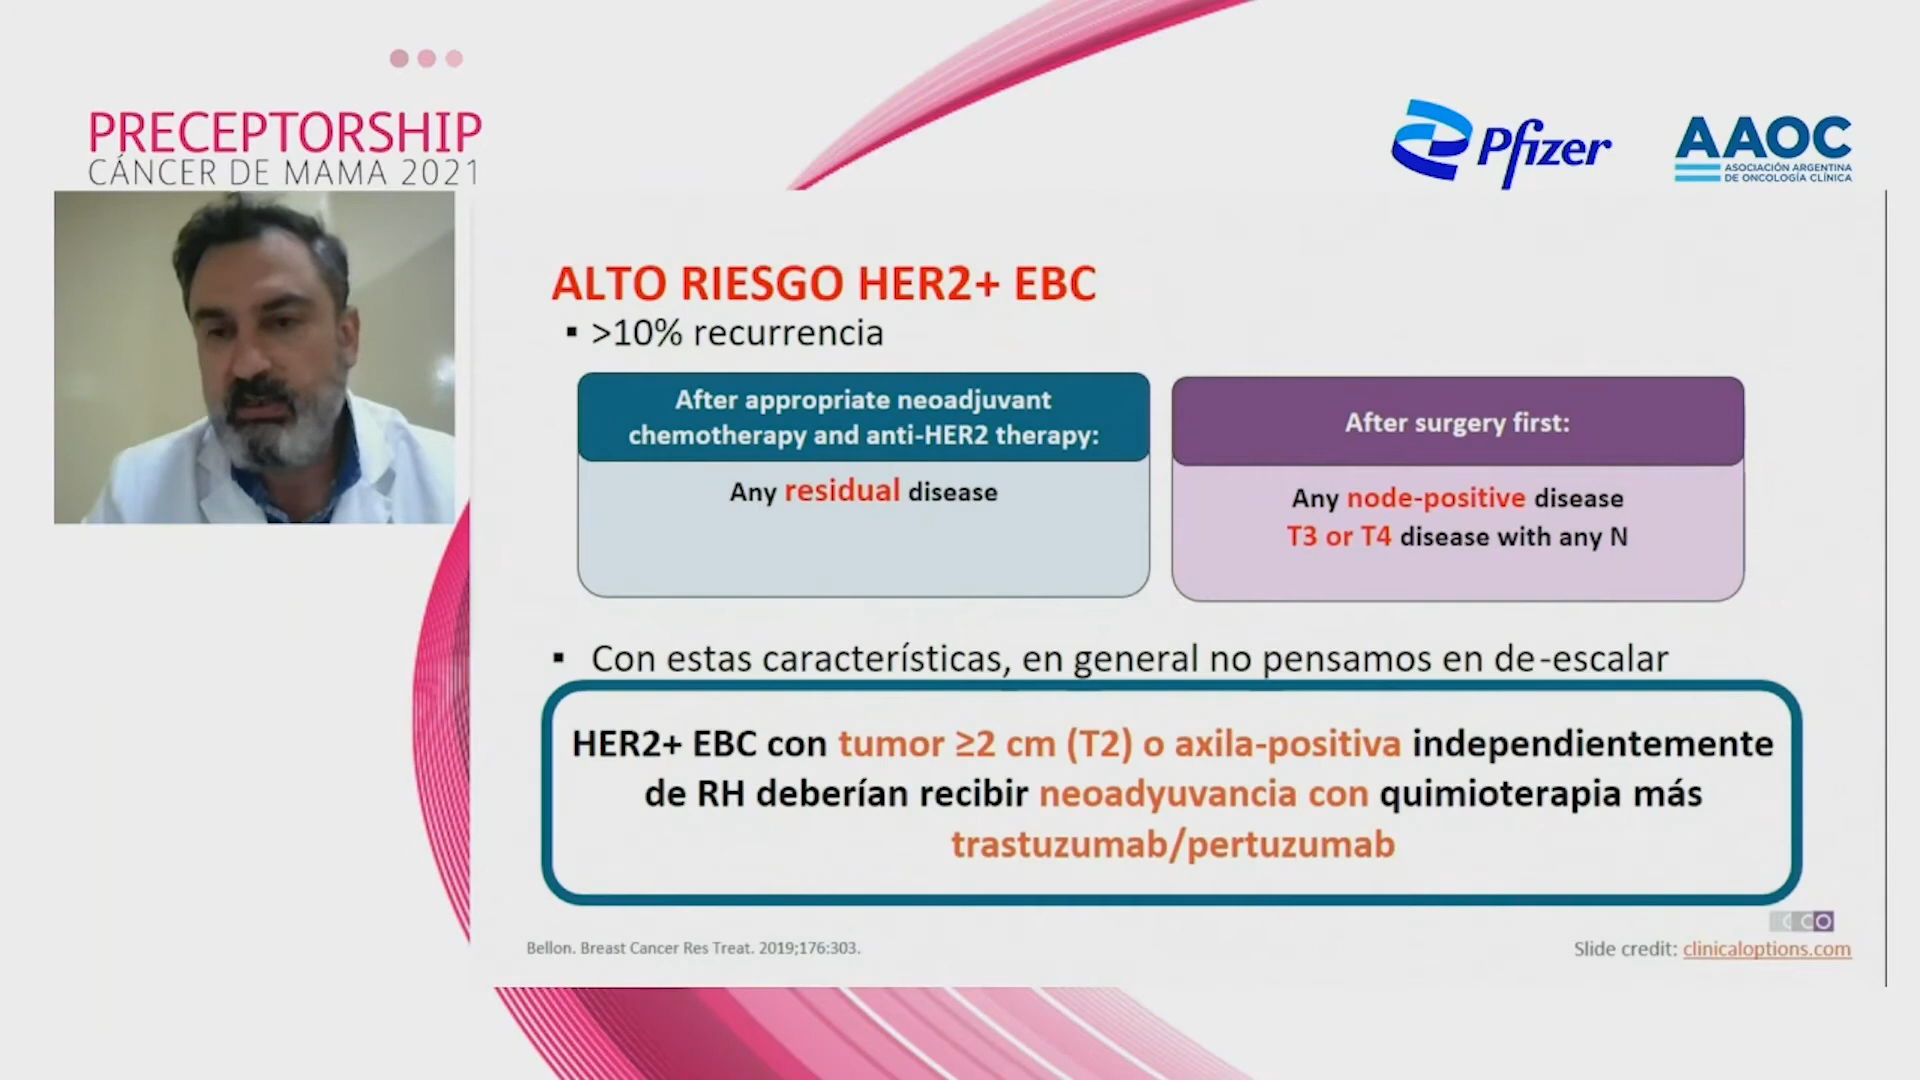 PRECEPTORSHIP
CÁNCER DE MAMA 2021
Pfizer
AAOC
ASOCIACIÓN ARGENTINA
DE ONCOLOGÍA CLÍNICA
ALTO RIESGO HER2+ EBC
▪ >10% recurrencia
After appropriate neoadjuvant
chemotherapy and anti-HER2 therapy:
Any residual disease
After surgery first:
Any node-positive disease
T3 or T4 disease with any N
▪ Con estas características, en general no pensamos en de-escalar
HER2+ EBC con tumor ≥2 cm (T2) o axila-positiva independientemente
de RH deberían recibir neoadyuvancia con quimioterapia más
trastuzumab/pertuzumab
Bellon. Breast Cancer Res Treat. 2019;176:303.
Slide credit: clinicaloptions.com